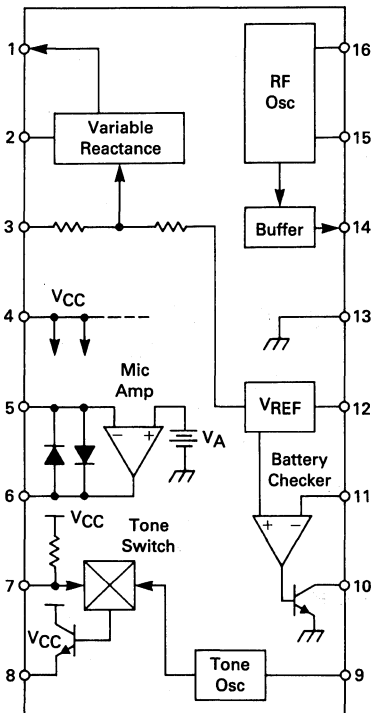 1
16
RF
Osc
Variable
Reactance
2
15
3
Buffer
14
VCC
4
13
Mic
Amp
5
VREF
12
− +
VA
Battery
Checker
6
11
VCC
Tone
Switch
+ −
7
10
VCC
8
Tone
Osc
9